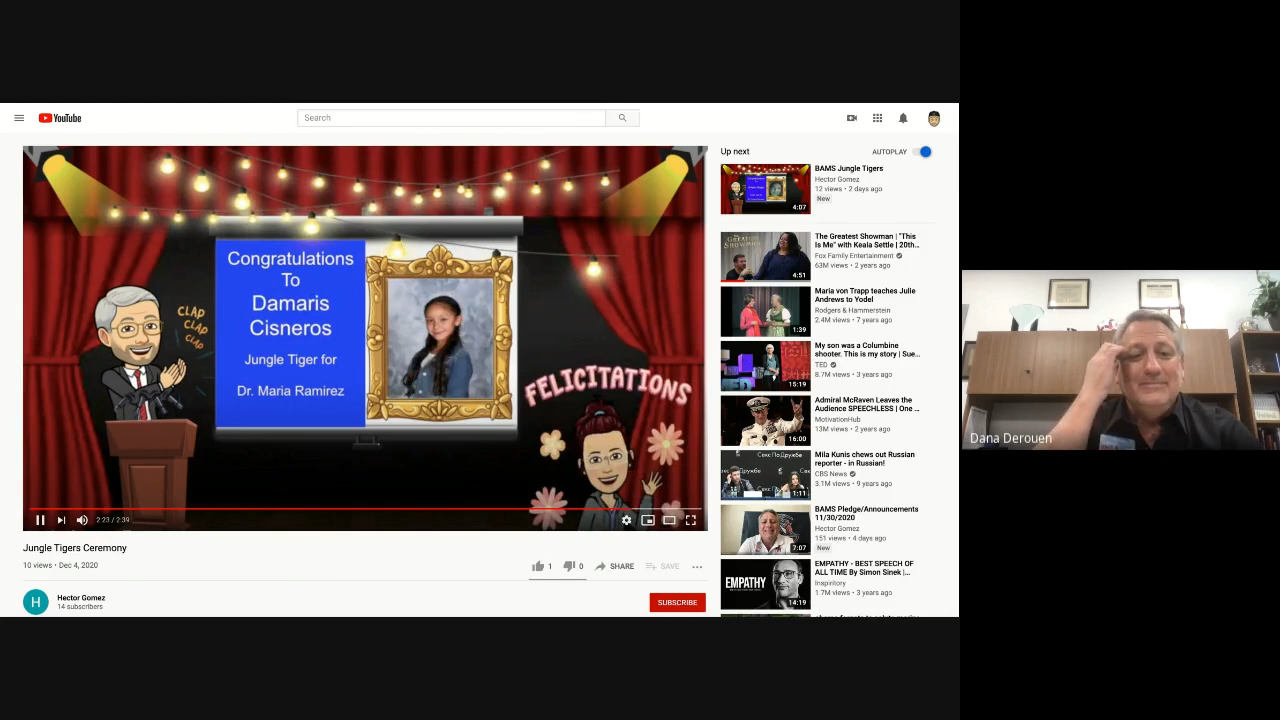 YouTube
Search
Congratulations
To
Damaris
Cisneros
Jungle Tiger for
Dr. Maria Ramirez
CLAP
CLAP
CLAP
FELICITATIONS
2:23 / 2:39
Jungle Tigers Ceremony
10 views • Dec 4, 2020
1
0
SHARE
SAVE
H
Hector Gomez
14 subscribers
SUBSCRIBE
Up next
AUTOPLAY
4:07
BAMS Jungle Tigers
Hector Gomez
12 views • 2 days ago
New
4:51
The Greatest Showman | "This
Is Me" with Keala Settle | 20th...
Fox Family Entertainment
63M views • 2 years ago
1:39
Maria von Trapp teaches Julie
Andrews to Yodel
Rodgers & Hammerstein
2.4M views • 7 years ago
15:19
My son was a Columbine
shooter. This is my story | Sue...
TED
8.7M views • 3 years ago
16:00
Admiral McRaven Leaves the
Audience SPEECHLESS | One ...
MotivationHub
13M views • 2 years ago
1:11
Mila Kunis chews out Russian
reporter - in Russian!
CBS News
3.1M views • 9 years ago
7:07
BAMS Pledge/Announcements
11/30/2020
Hector Gomez
151 views • 4 days ago
New
EMPATHY
14:19
EMPATHY - BEST SPEECH OF
ALL TIME By Simon Sinek |...
Inspiritory
1.7M views • 3 years ago
Dana Derouen